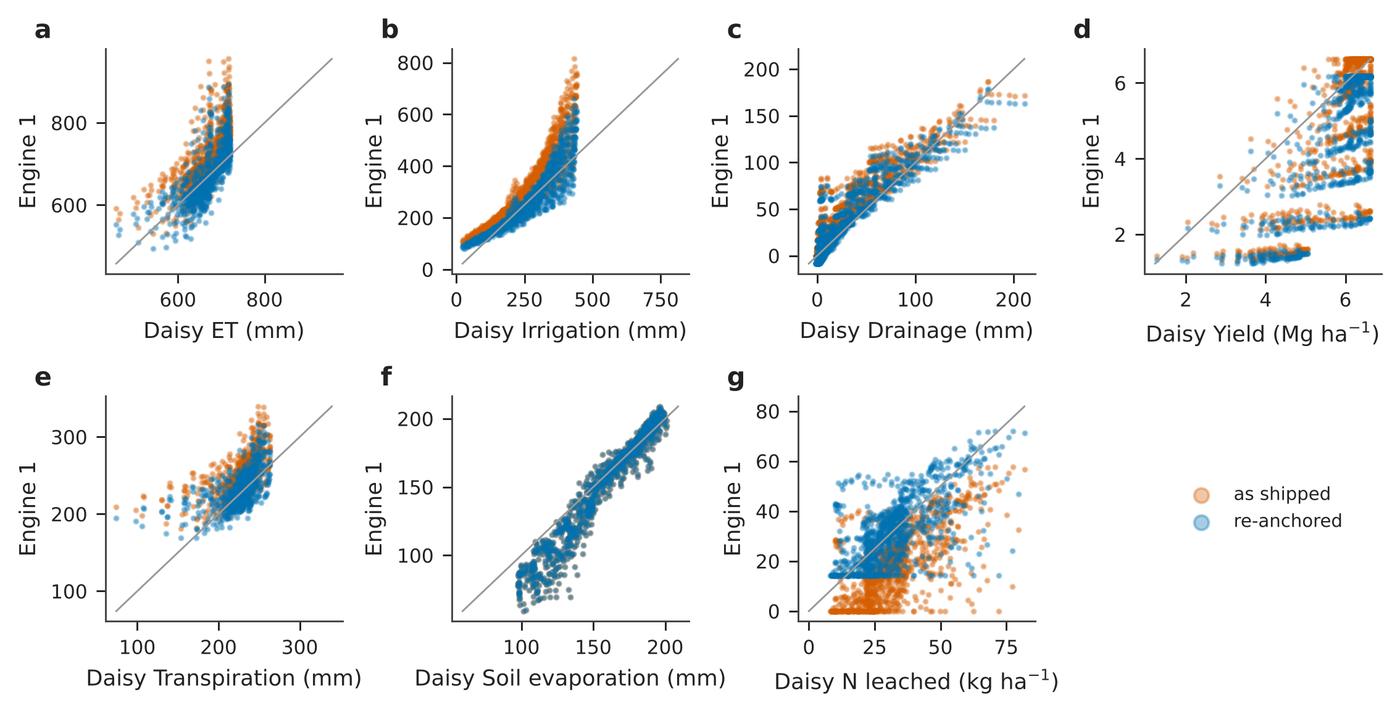 a
800
600
Engine 1
600 800
Daisy ET (mm)
b
800
600
400
200
0
Engine 1
0 250 500 750
Daisy Irrigation (mm)
c
200
150
100
50
0
Engine 1
0 100 200
Daisy Drainage (mm)
d
6
4
2
Engine 1
2 4 6
Daisy Yield (Mg ha⁻¹)
e
300
200
100
Engine 1
100 200 300
Daisy Transpiration (mm)
f
200
150
100
Engine 1
100 150 200
Daisy Soil evaporation (mm)
g
80
60
40
20
0
Engine 1
0 25 50 75
Daisy N leached (kg ha⁻¹)
as shipped
re-anchored